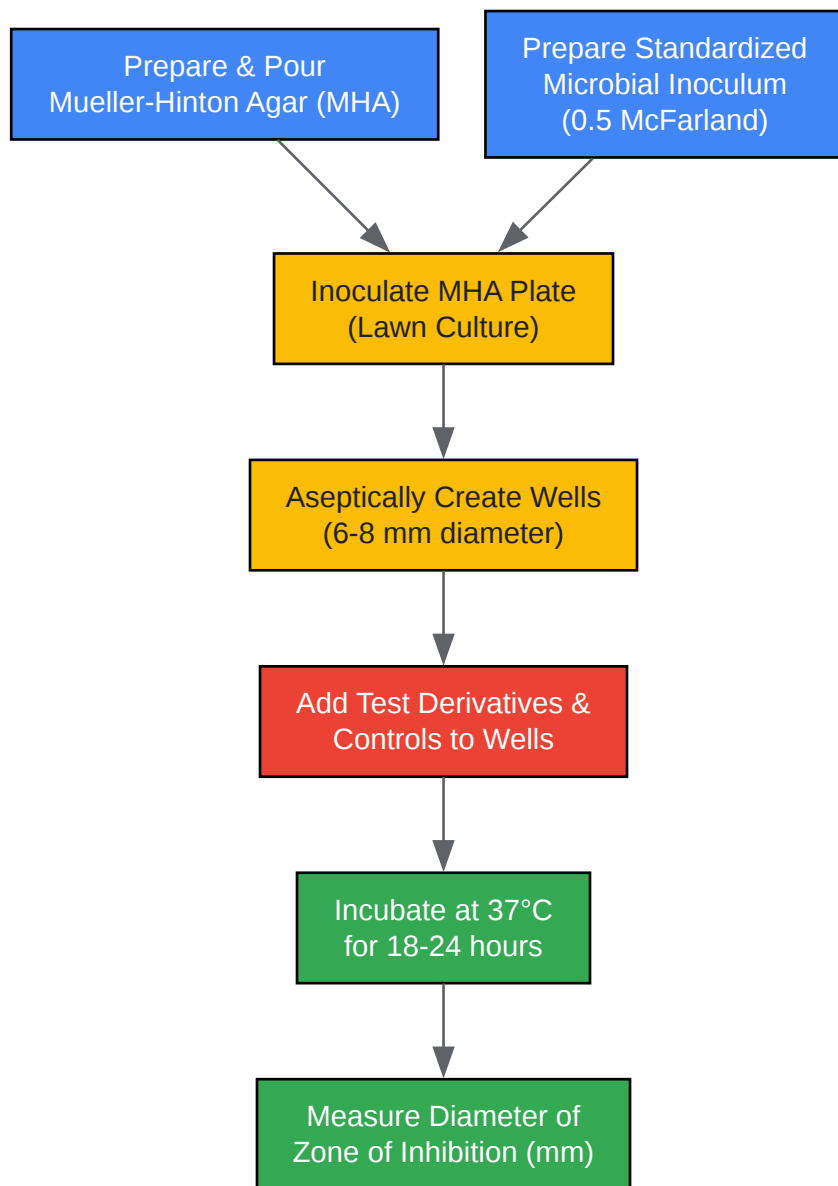 Prepare & Pour
Mueller-Hinton Agar (MHA)
Prepare Standardized
Microbial Inoculum
(0.5 McFarland)
Inoculate MHA Plate
(Lawn Culture)
Aseptically Create Wells
(6-8 mm diameter)
Add Test Derivatives &
Controls to Wells
Incubate at 37°C
for 18-24 hours
Measure Diameter of
Zone of Inhibition (mm)